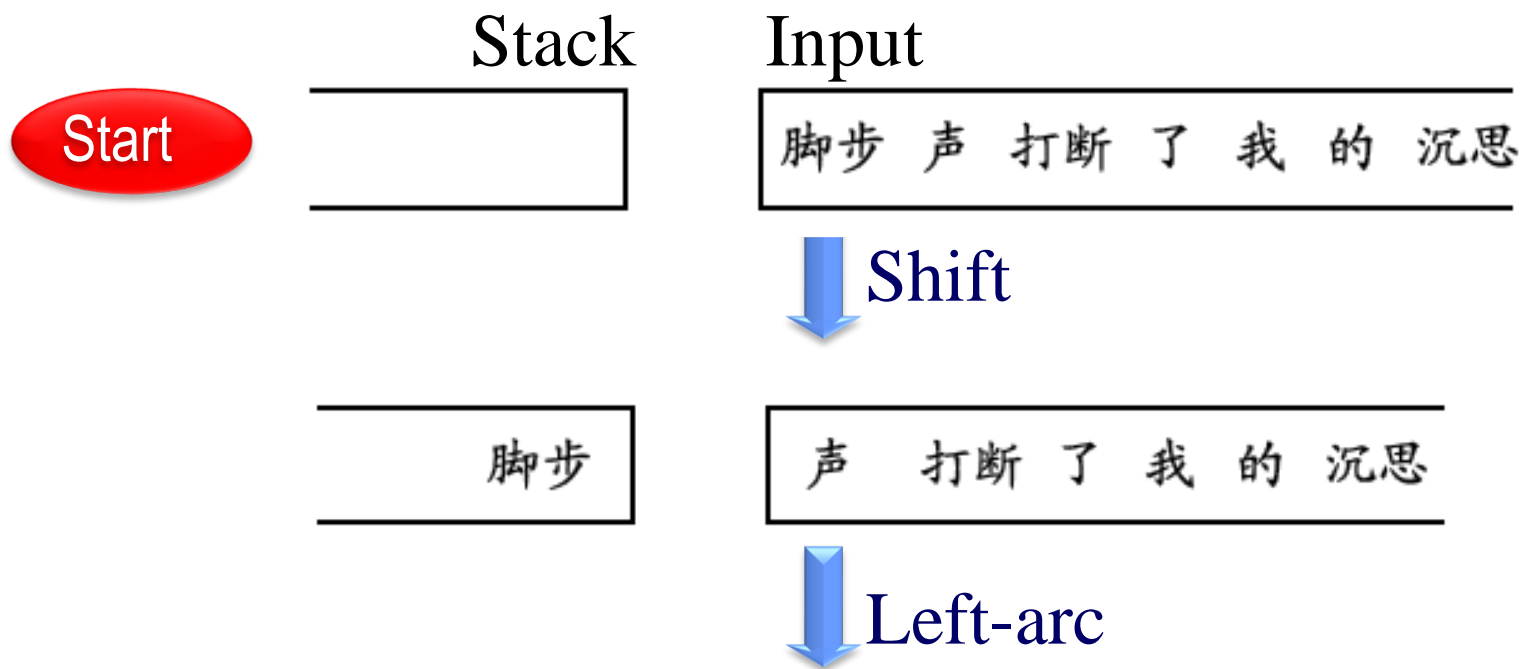 Stack Input
Start
脚步 声 打断 了 我 的 沉思
Shift
脚步 声 打断 了 我 的 沉思
Left-arc